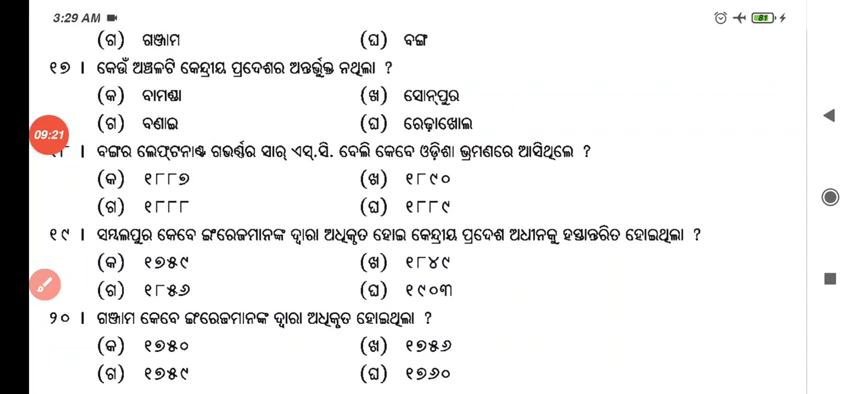 3:29 AM
81
(ଗ) ଗଞ୍ଜାମ (ଘ) ବଙ୍ଗ
୧୭ । କେଉଁ ଅଞ୍ଚଳଟି କେନ୍ଦ୍ରୀୟ ପ୍ରଦେଶର ଅନ୍ତର୍ଭୁକ୍ତ ନଥିଲା ?
(କ) ବାମଣ୍ଡା (ଖ) ସୋନ୍‌ପୁର
(ଗ) ବଣାଇ (ଘ) ରେଢ଼ାଖୋଲ
09:21
। ବଙ୍ଗର ଲେଫ୍‌ଟନାଣ୍ଟ ଗଭର୍ଣ୍ଣର ସାର୍ ଏସ୍.ସି. ବେଲି କେବେ ଓଡ଼ିଶା ଭ୍ରମଣରେ ଆସିଥିଲେ ?
(କ) ୧୮୮୭ (ଖ) ୧୮୯୦
(ଗ) ୧୮୮୮ (ଘ) ୧୮୮୯
୧୯ । ସମ୍ବଲପୁର କେବେ ଇଂରେଜମାନଙ୍କ ଦ୍ୱାରା ଅଧିକୃତ ହୋଇ କେନ୍ଦ୍ରୀୟ ପ୍ରଦେଶ ଅଧୀନକୁ ହସ୍ତାନ୍ତରିତ ହୋଇଥିଲା ?
(କ) ୧୭୫୯ (ଖ) ୧୮୪୯
(ଗ) ୧୮୫୬ (ଘ) ୧୯୦୩
୨୦ । ଗଞ୍ଜାମ କେବେ ଇଂରେଜମାନଙ୍କ ଦ୍ୱାରା ଅଧିକୃତ ହୋଇଥିଲା ?
(କ) ୧୭୫୦ (ଖ) ୧୭୫୬
(ଗ) ୧୭୫୯ (ଘ) ୧୭୬୦